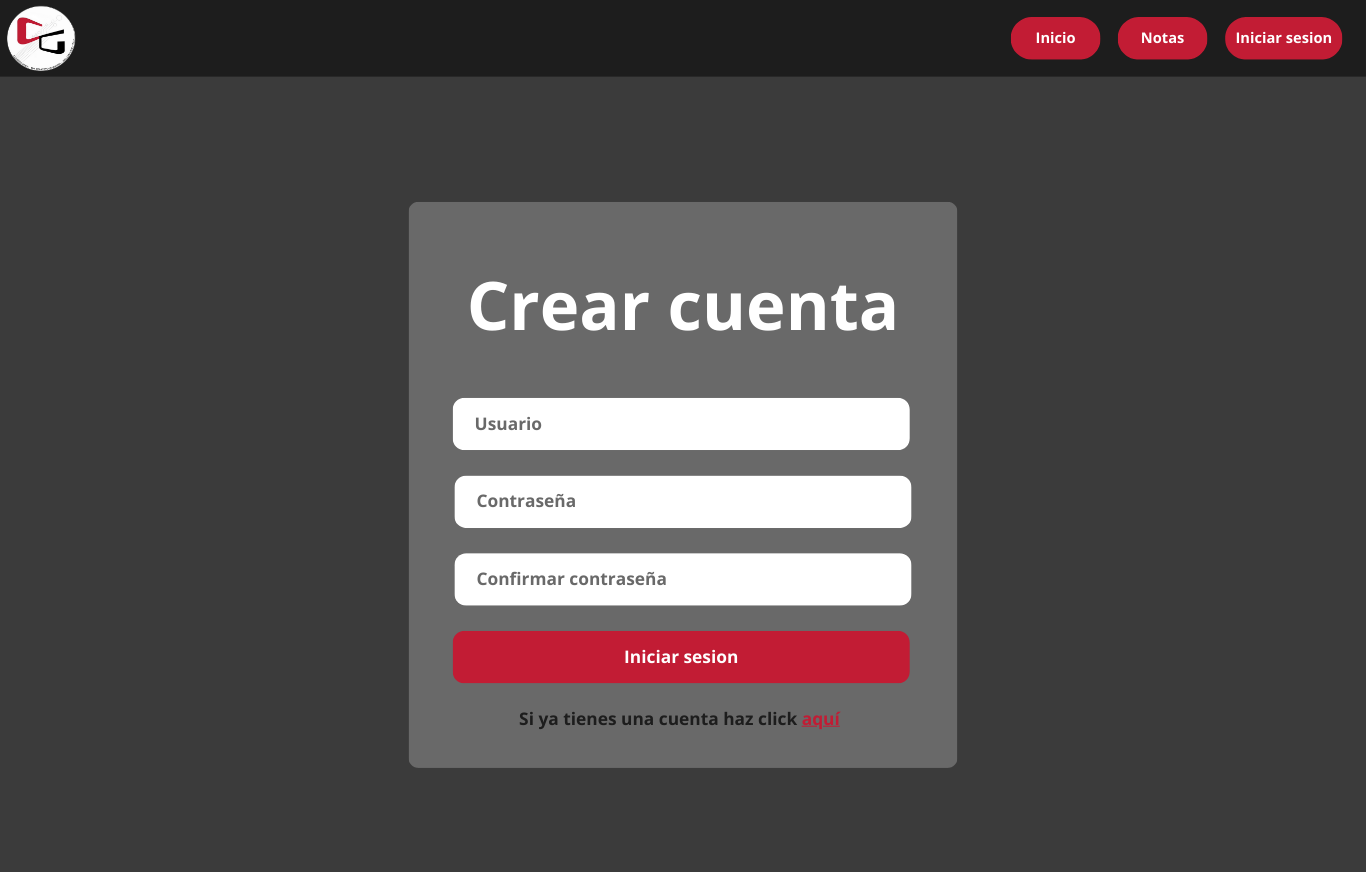 Inicio
Notas
Iniciar sesion
Crear cuenta
Usuario
Contraseña
Confirmar contraseña
Iniciar sesion
Si ya tienes una cuenta haz click aquí